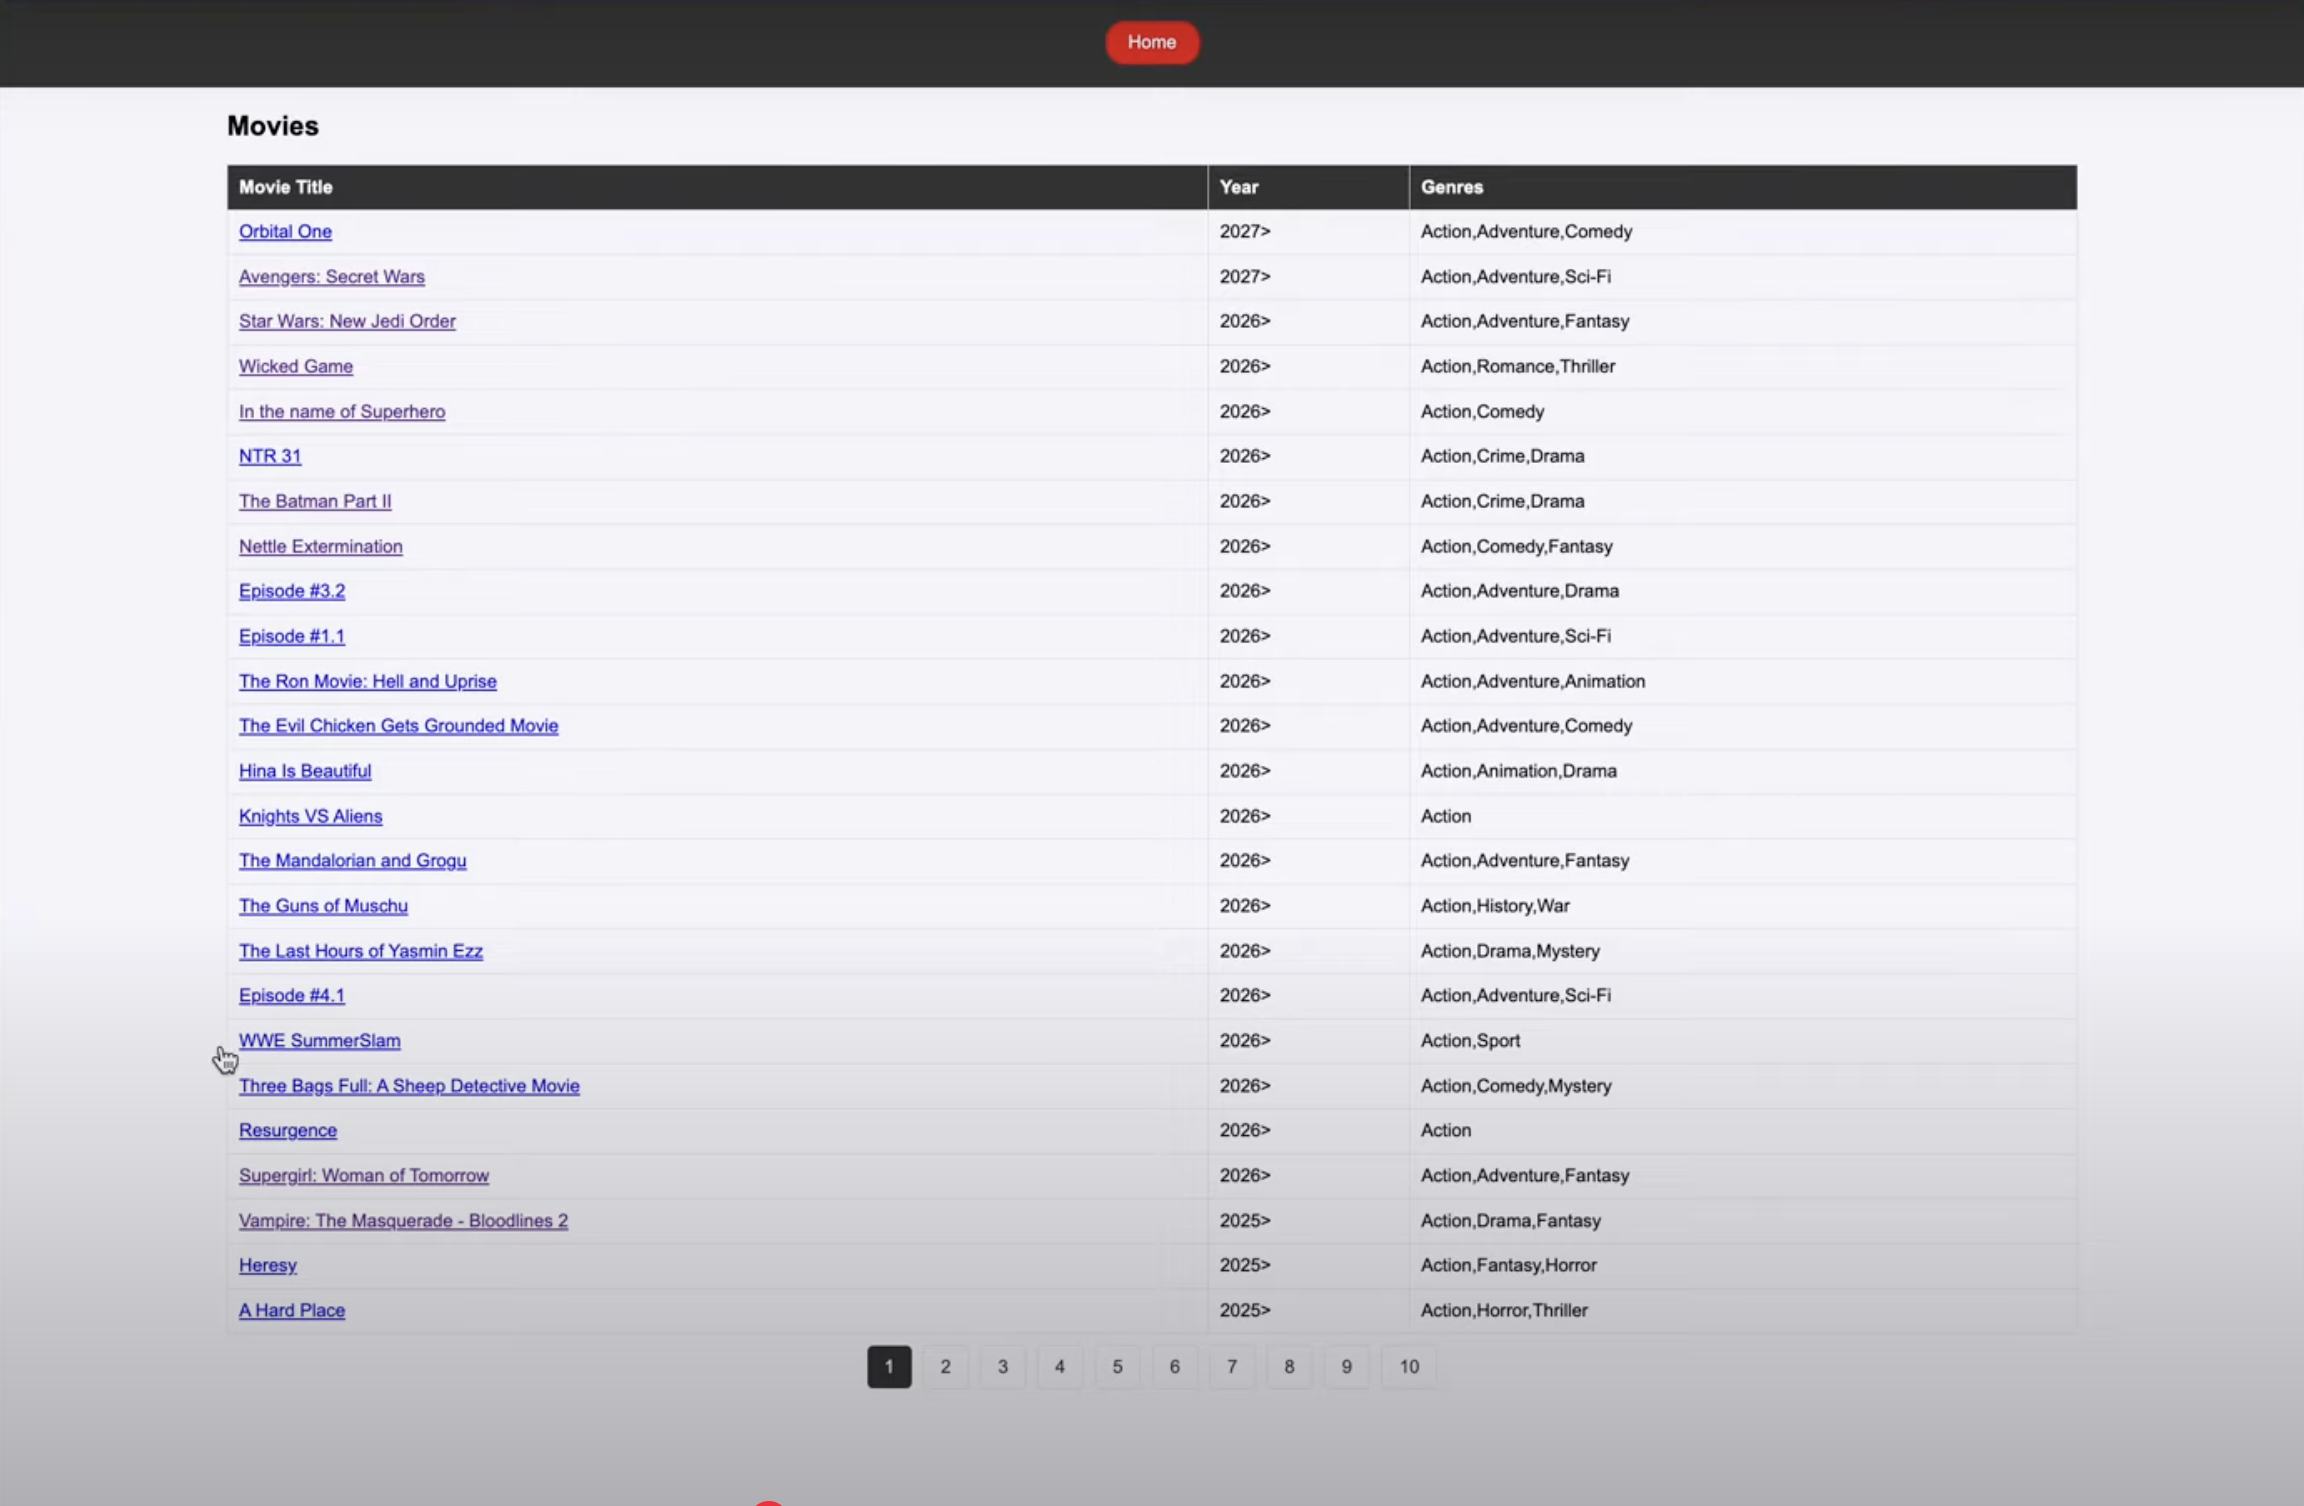 Home
Movies
Movie Title Year Genres
Orbital One 2027> Action,Adventure,Comedy
Avengers: Secret Wars 2027> Action,Adventure,Sci-Fi
Star Wars: New Jedi Order 2026> Action,Adventure,Fantasy
Wicked Game 2026> Action,Romance,Thriller
In the name of Superhero 2026> Action,Comedy
NTR 31 2026> Action,Crime,Drama
The Batman Part II 2026> Action,Crime,Drama
Nettle Extermination 2026> Action,Comedy,Fantasy
Episode #3.2 2026> Action,Adventure,Drama
Episode #1.1 2026> Action,Adventure,Sci-Fi
The Ron Movie: Hell and Uprise 2026> Action,Adventure,Animation
The Evil Chicken Gets Grounded Movie 2026> Action,Adventure,Comedy
Hina Is Beautiful 2026> Action,Animation,Drama
Knights VS Aliens 2026> Action
The Mandalorian and Grogu 2026> Action,Adventure,Fantasy
The Guns of Muschu 2026> Action,History,War
The Last Hours of Yasmin Ezz 2026> Action,Drama,Mystery
Episode #4.1 2026> Action,Adventure,Sci-Fi
WWE SummerSlam 2026> Action,Sport
Three Bags Full: A Sheep Detective Movie 2026> Action,Comedy,Mystery
Resurgence 2026> Action
Supergirl: Woman of Tomorrow 2026> Action,Adventure,Fantasy
Vampire: The Masquerade - Bloodlines 2 2025> Action,Drama,Fantasy
Heresy 2025> Action,Fantasy,Horror
A Hard Place 2025> Action,Horror,Thriller
1 2 3 4 5 6 7 8 9 10